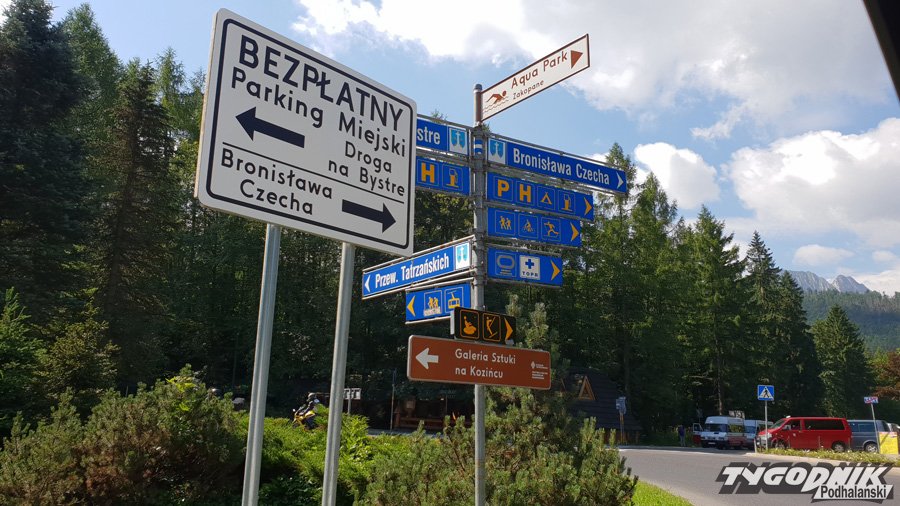 BEZPŁATNY
Parking Miejski
Droga
na Bystre
Bronisława
Czecha
Aqua Park
Zakopane
stre
Bronisława Czecha
H
P H
TOPR
Przew. Tatrzańskich
Galeria Sztuki
na Kozińcu
TYGODNIK
Podhalański